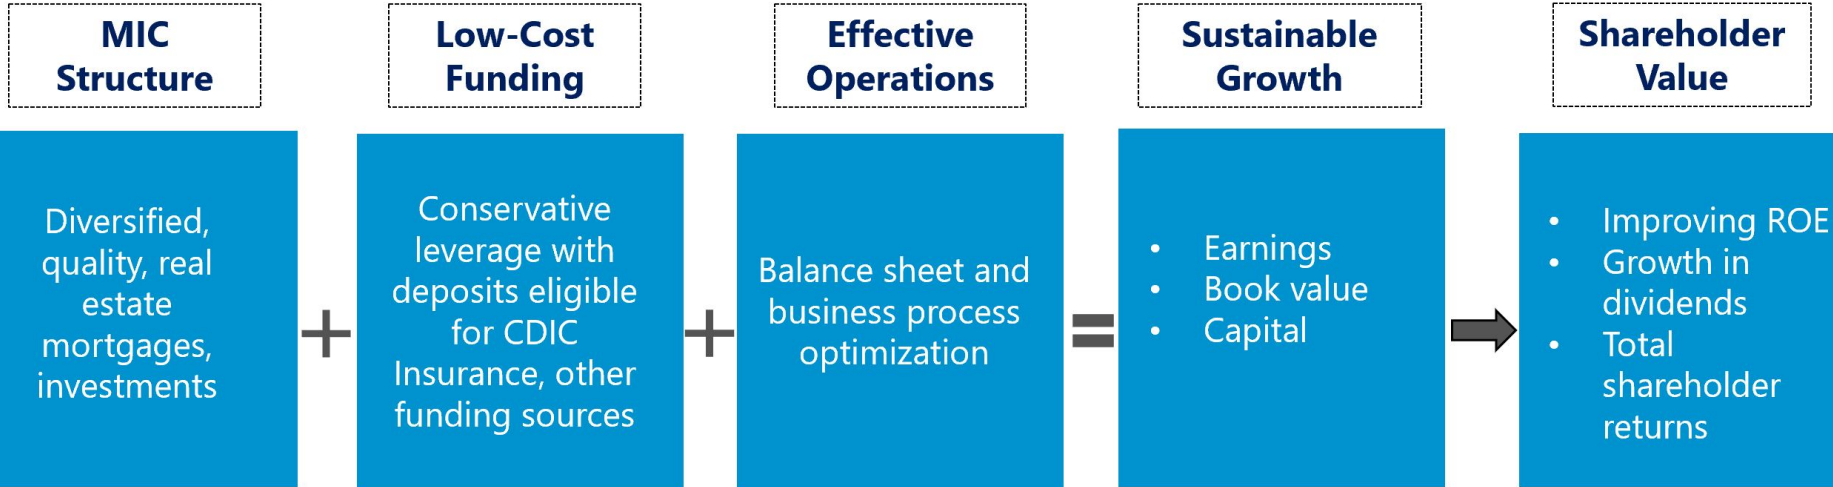 MIC
Structure
Diversified,
quality, real
estate
mortgages,
investments
+
Low-Cost
Funding
Conservative
leverage with
deposits eligible
for CDIC
Insurance, other
funding sources
+
Effective
Operations
Balance sheet and
business process
optimization
=
Sustainable
Growth
• Earnings
• Book value
• Capital
Shareholder
Value
• Improving ROE
• Growth in
dividends
• Total
shareholder
returns